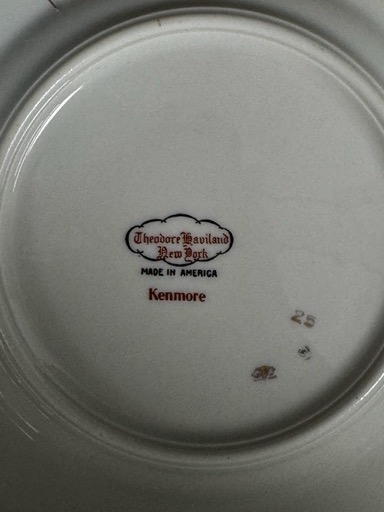 Theodore Haviland
New York
MADE IN AMERICA
Kenmore
25